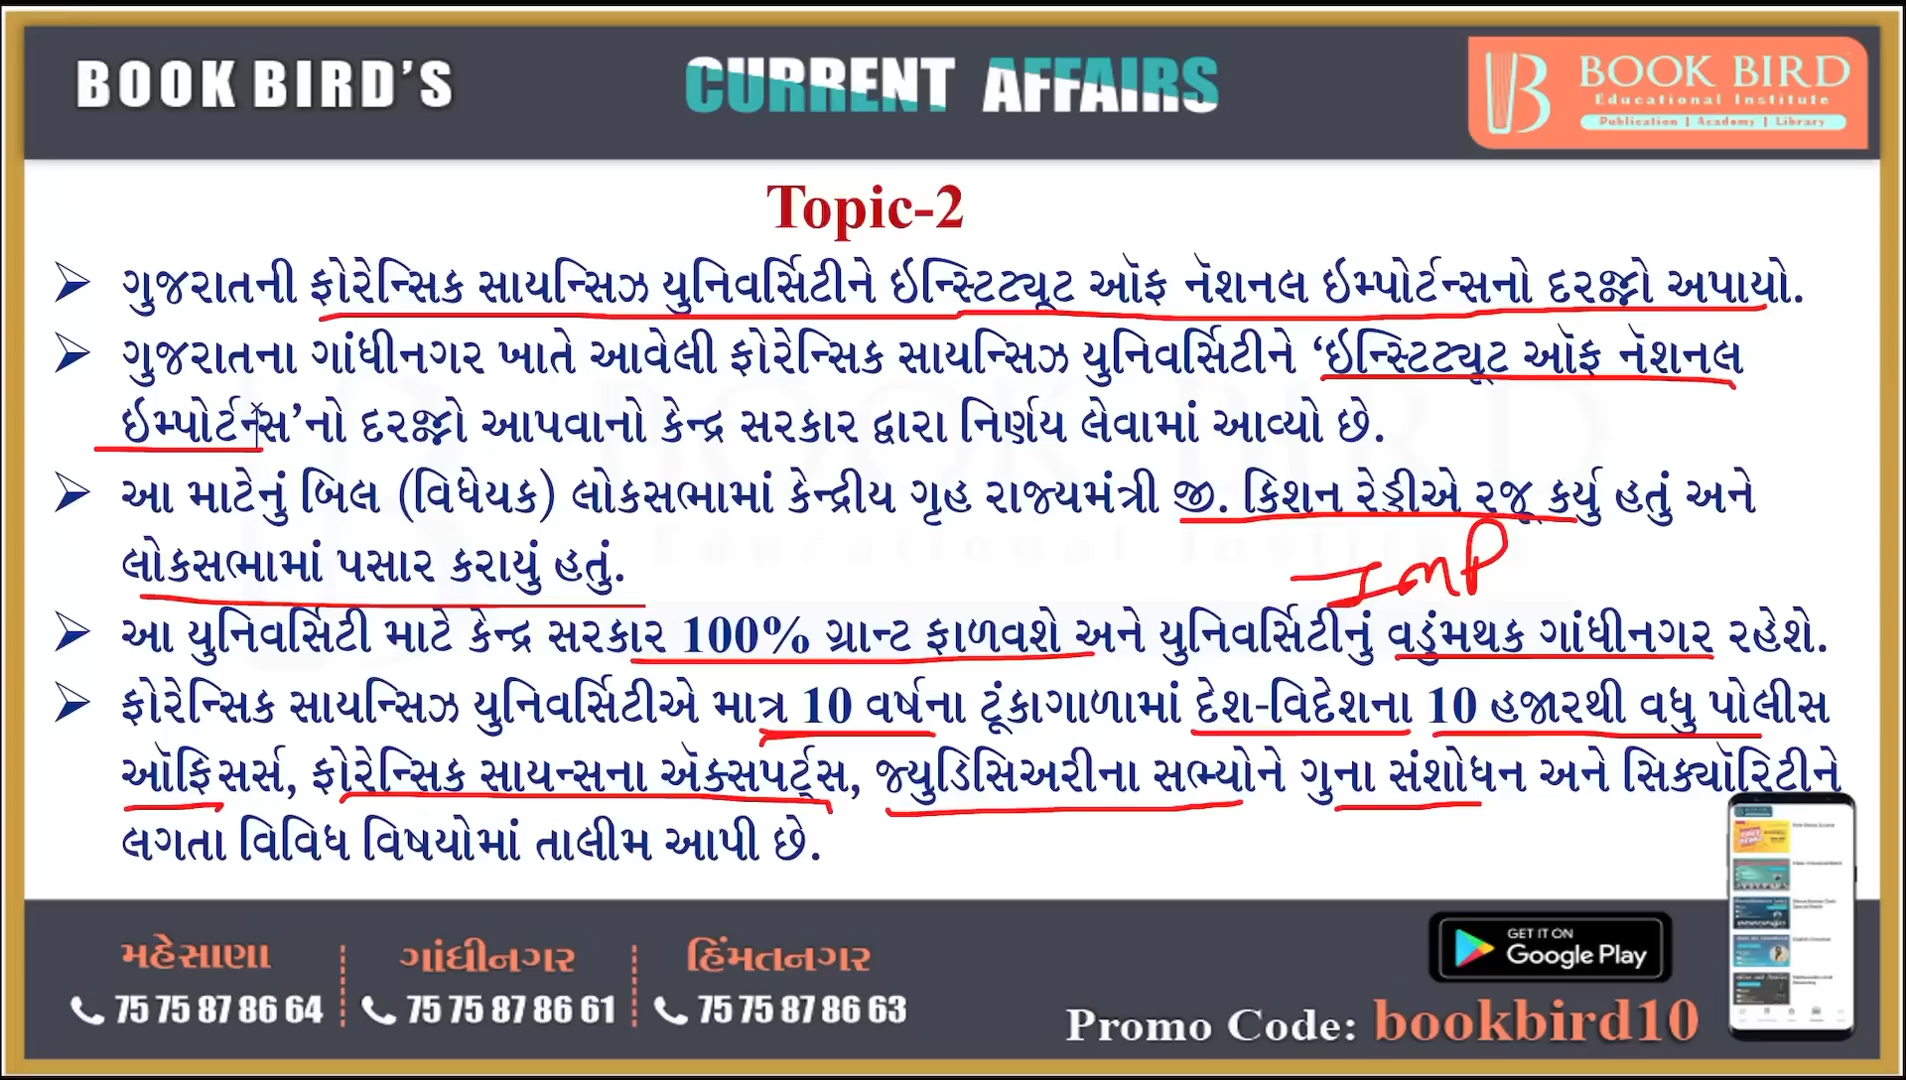 BOOK BIRD'S
CURRENT AFFAIRS
BOOK BIRD
Educational Institute
Publication | Academy | Library
Topic-2
ગુજરાતની ફોરેન્સિક સાયન્સિઝ યુનિવર્સિટીને ઇન્સ્ટિટ્યૂટ ઑફ નૅશનલ ઇમ્પોર્ટન્સનો દરજ્જો અપાયો.
ગુજરાતના ગાંધીનગર ખાતે આવેલી ફોરેન્સિક સાયન્સિઝ યુનિવર્સિટીને ‘ઇન્સ્ટિટ્યૂટ ઑફ નૅશનલ
ઇમ્પોર્ટન્સ’નો દરજ્જો આપવાનો કેન્દ્ર સરકાર દ્વારા નિર્ણય લેવામાં આવ્યો છે.
આ માટેનું બિલ (વિધેયક) લોકસભામાં કેન્દ્રીય ગૃહ રાજ્યમંત્રી જી. કિશન રેડ્ડીએ રજૂ કર્યુ હતું અને
લોકસભામાં પસાર કરાયું હતું.
IMP
આ યુનિવર્સિટી માટે કેન્દ્ર સરકાર 100% ગ્રાન્ટ ફાળવશે અને યુનિવર્સિટીનું વડુંમથક ગાંધીનગર રહેશે.
ફોરેન્સિક સાયન્સિઝ યુનિવર્સિટીએ માત્ર 10 વર્ષના ટૂંકાગાળામાં દેશ-વિદેશના 10 હજારથી વધુ પોલીસ
ઑફિસર્સ, ફોરેન્સિક સાયન્સના ઍક્સપર્ટ્સ, જ્યુડિસિઅરીના સભ્યોને ગુના સંશોધન અને સિક્યૉરિટીને
લગતા વિવિધ વિષયોમાં તાલીમ આપી છે.
મહેસાણા
75 75 87 86 64
ગાંધીનગર
75 75 87 86 61
હિંમતનગર
75 75 87 86 63
GET IT ON
Google Play
Promo Code: bookbird10